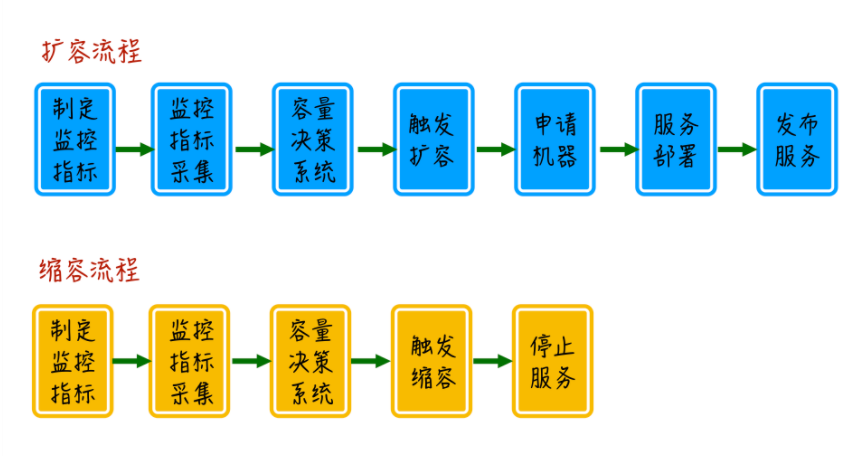 扩容流程
制定
监控
指标
监控
指标
采集
容量
决策
系统
触发
扩容
申请
机器
服务
部署
发布
服务
缩容流程
制定
监控
指标
监控
指标
采集
容量
决策
系统
触发
缩容
停止
服务